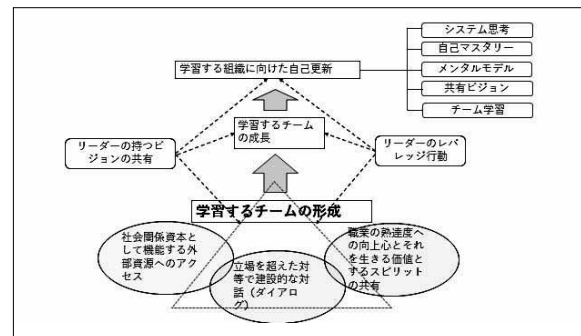 システム思考
自己マスタリー
学習する組織に向けた自己更新
メンタルモデル
共有ビジョン
チーム学習
学習するチーム
の成長
リーダーの持つビ
ジョンの共有
リーダーのレバ
レッジ行動
学習するチームの形成
社会関係資本と
して機能する外
部資源へのアク
セス
立場を超えた対
等で建設的な対
話(ダイアロ
グ)
職業の熟達度へ
の向上心とそれ
を生きる価値と
するスピリット
の共有